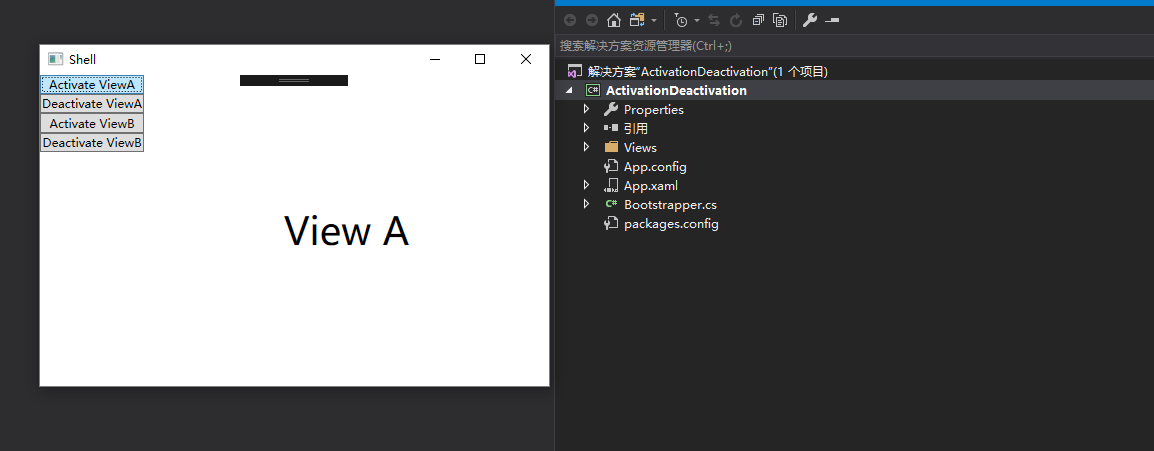 Shell
Activate ViewA
Deactivate ViewA
Activate ViewB
Deactivate ViewB
View A
搜索解决方案资源管理器(Ctrl+;)
解决方案“ActivationDeactivation”(1 个项目)
C# ActivationDeactivation
Properties
引用
Views
App.config
App.xaml
C# Bootstrapper.cs
packages.config